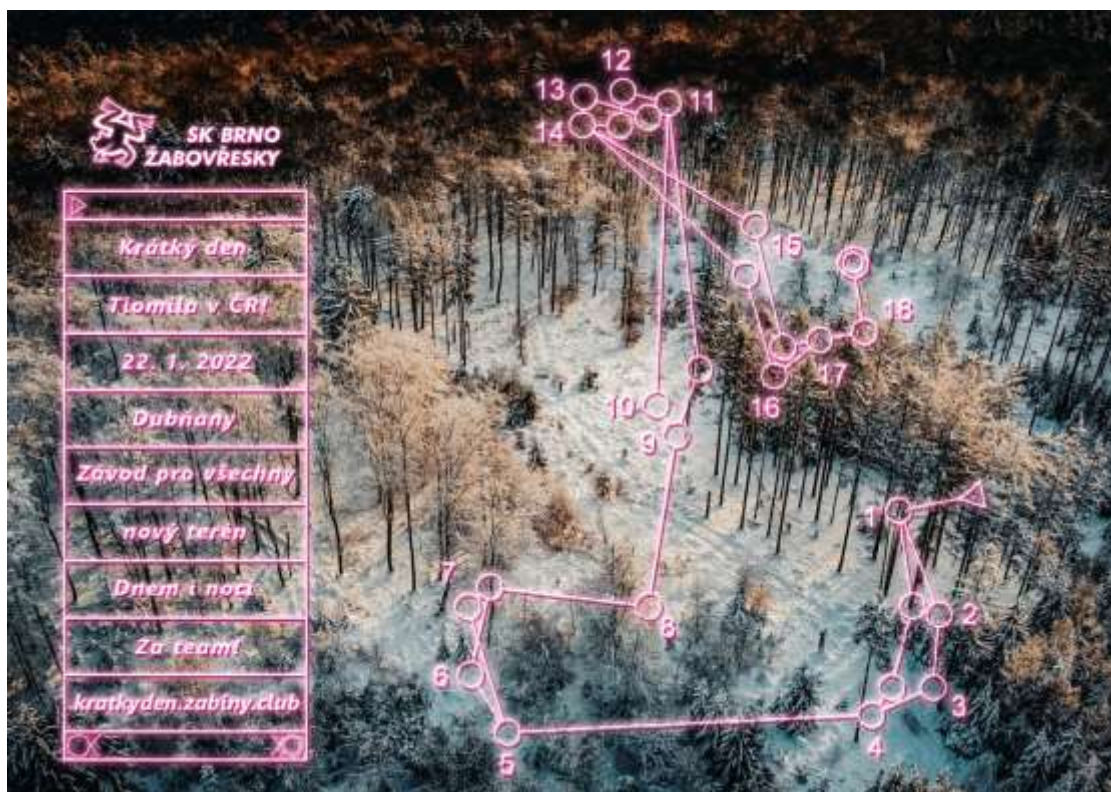 SK BRNO
ŽABOVŘESKY
Krátký den
Tiomila v ČR!
22. 1. 2022
Dubňany
Závod pro všechny
nový terén
Dnem i nocí
Za team!
kratkyden.zabiny.club
12
13
11
14
15
18
17
16
10
9
1
7
2
8
6
3
4
5